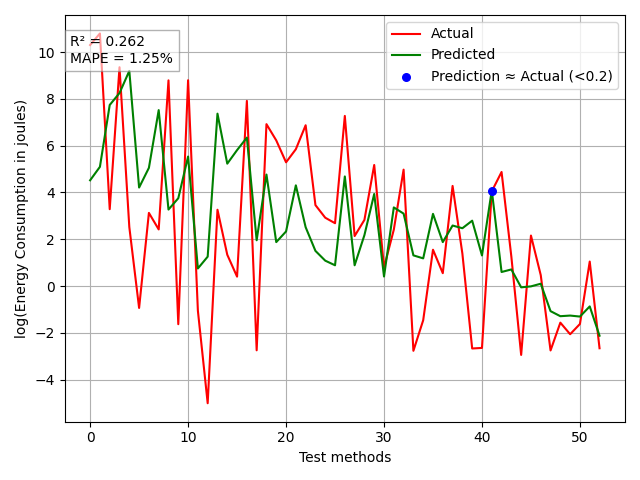 R² = 0.262
MAPE = 1.25%
Actual
Predicted
Prediction ≈ Actual (<0.2)
log(Energy Consumption in joules)
10
8
6
4
2
0
−2
−4
0
10
20
30
40
50
Test methods